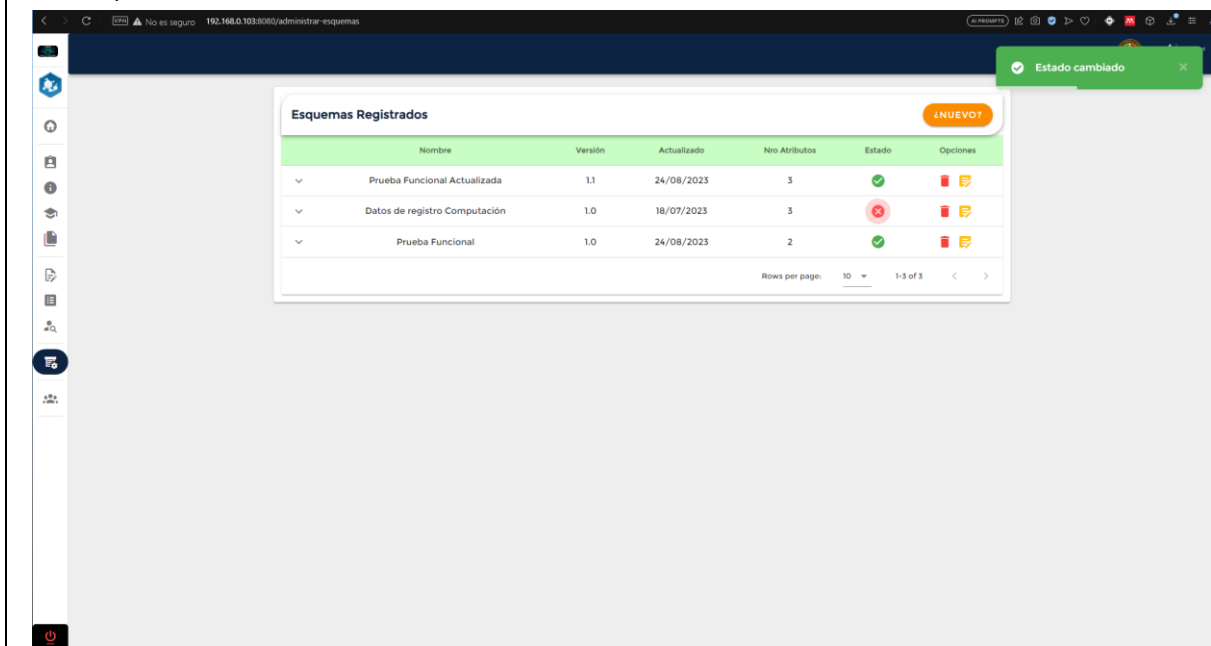 VPN No es seguro 192.168.0.103:8080/administrar-esquemas AI PROMPTS
Estado cambiado
Esquemas Registrados ¿NUEVO?
Nombre Versión Actualizado Nro Atributos Estado Opciones
Prueba Funcional Actualizada 1.1 24/08/2023 3
Datos de registro Computación 1.0 18/07/2023 3
Prueba Funcional 1.0 24/08/2023 2
Rows per page: 10 1-3 of 3